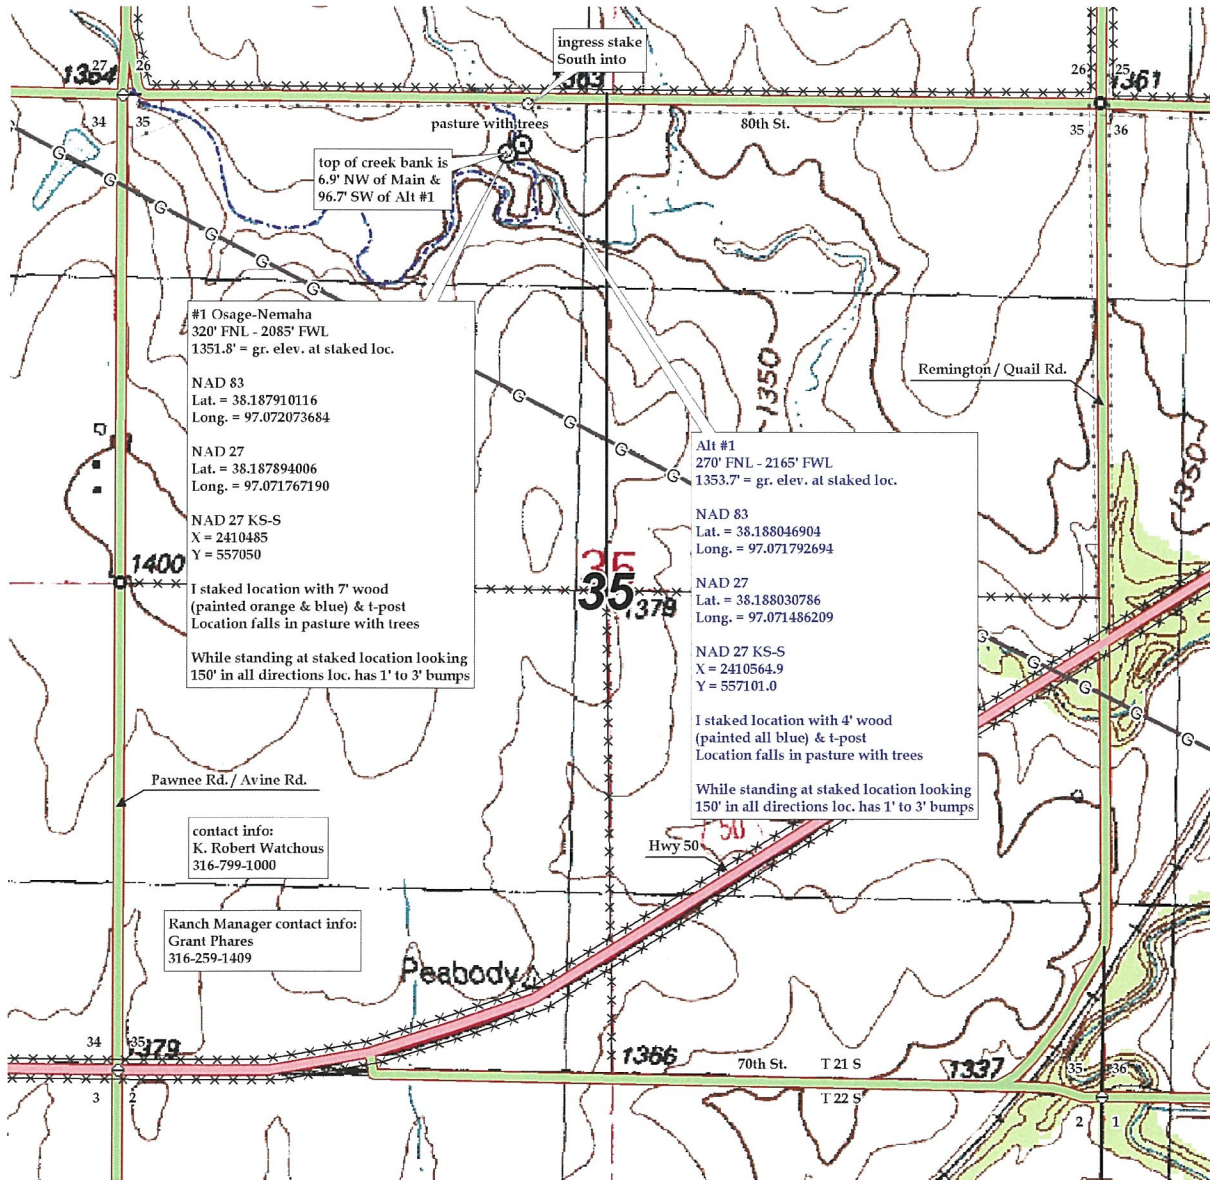 ingress stake
South into
27
26
1364
1363
26
25
1361
34
35
pasture with trees
80th St.
35
36
top of creek bank is
6.9' NW of Main &
96.7' SW of Alt #1
G
G
G
G
G
G
#1 Osage-Nemaha
320' FNL - 2085' FWL
1351.8' = gr. elev. at staked loc.
NAD 83
Lat. = 38.187910116
Long. = 97.072073684
NAD 27
Lat. = 38.187894006
Long. = 97.071767190
NAD 27 KS-S
X = 2410485
Y = 557050
I staked location with 7' wood
(painted orange & blue) & t-post
Location falls in pasture with trees
While standing at staked location looking
150' in all directions loc. has 1' to 3' bumps
G
G
G
G
1350
Remington / Quail Rd.
1350
Alt #1
270' FNL - 2165' FWL
1353.7' = gr. elev. at staked loc.
NAD 83
Lat. = 38.188046904
Long. = 97.071792694
NAD 27
Lat. = 38.188030786
Long. = 97.071486209
NAD 27 KS-S
X = 2410564.9
Y = 557101.0
I staked location with 4' wood
(painted all blue) & t-post
Location falls in pasture with trees
While standing at staked location looking
150' in all directions loc. has 1' to 3' bumps
1400
35
35
1378
G
G
G
G
G
Pawnee Rd. / Avine Rd.
contact info:
K. Robert Watchous
316-799-1000
50
Hwy 50
Ranch Manager contact info:
Grant Phares
316-259-1409
Peabody
34
35
1379
1366
70th St.
T 21 S
1337
35
36
3
2
T 22 S
2
1